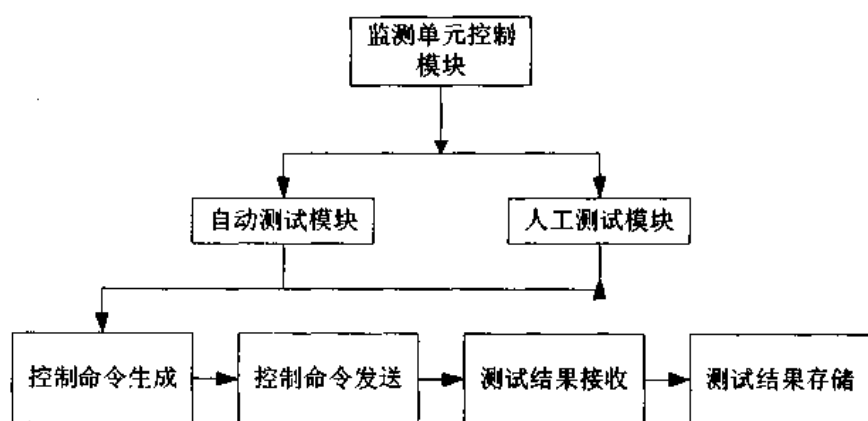 监测单元控制
模块
自动测试模块
人工测试模块
控制命令生成
控制命令发送
测试结果接收
测试结果存储